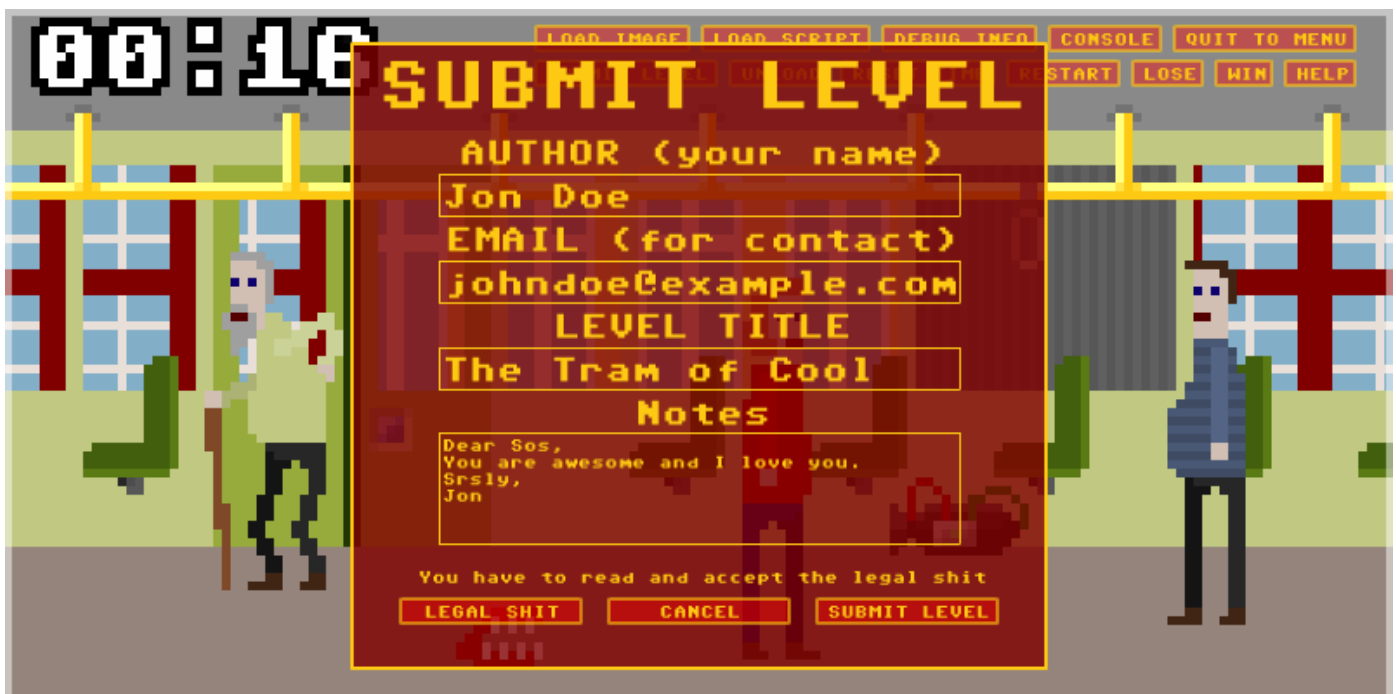 00:16
LOAD IMAGE LOAD SCRIPT DEBUG INFO CONSOLE QUIT TO MENU
RESTART LOSE WIN HELP
SUBMIT LEVEL
AUTHOR (your name)
Jon Doe
EMAIL (for contact)
johndoe@example.com
LEVEL TITLE
The Tram of Cool
Notes
Dear Sos,
You are awesome and I love you.
Srsly,
Jon
You have to read and accept the legal shit
LEGAL SHIT CANCEL SUBMIT LEVEL